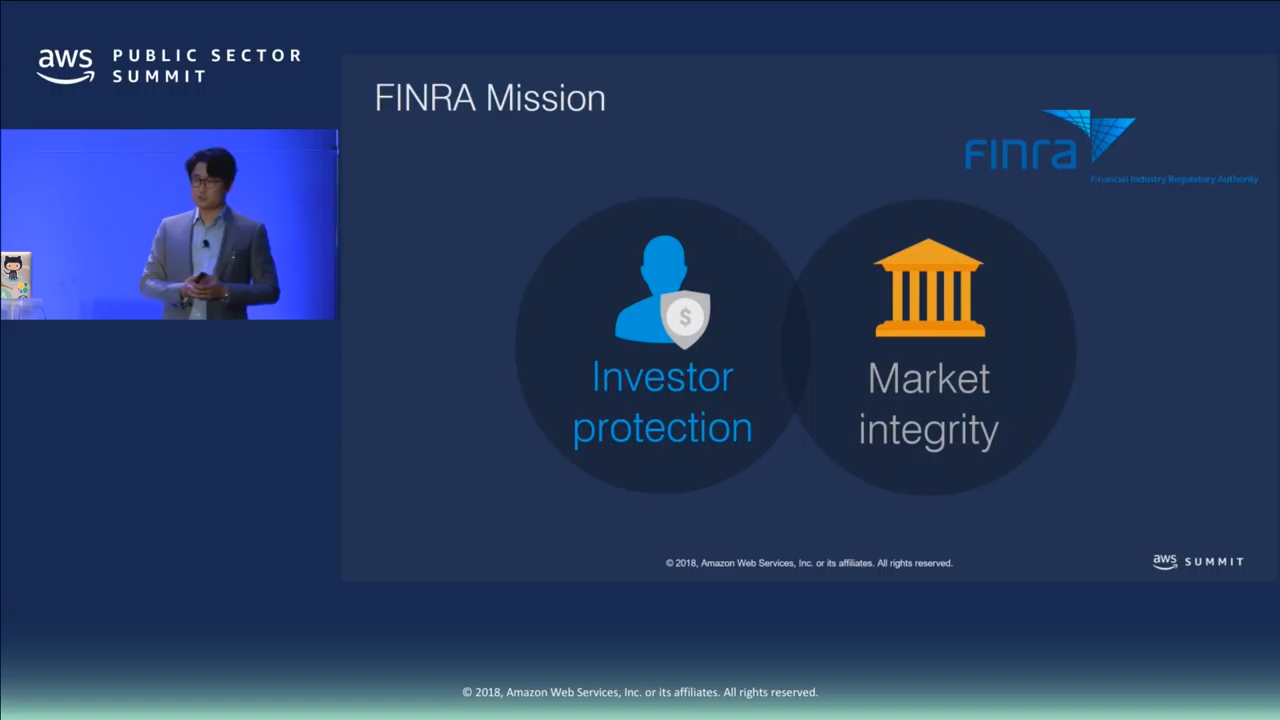 aws
PUBLIC SECTOR
SUMMIT
FINRA Mission
finra
Financial Industry Regulatory Authority
$
Investor
protection
Market
integrity
© 2018, Amazon Web Services, Inc. or its affiliates. All rights reserved.
aws SUMMIT
© 2018, Amazon Web Services, Inc. or its affiliates. All rights reserved.